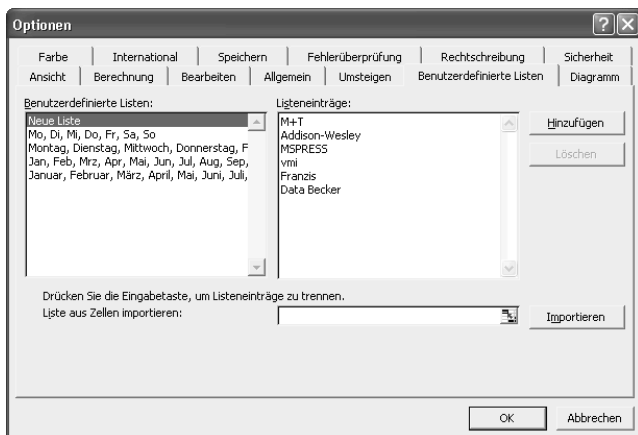 Optionen
Farbe International Speichern Fehlerüberprüfung Rechtschreibung Sicherheit
Ansicht Berechnung Bearbeiten Allgemein Umsteigen Benutzerdefinierte Listen Diagramm
Benutzerdefinierte Listen:
Neue Liste
Mo, Di, Mi, Do, Fr, Sa, So
Montag, Dienstag, Mittwoch, Donnerstag, F
Jan, Feb, Mrz, Apr, Mai, Jun, Jul, Aug, Sep,
Januar, Februar, März, April, Mai, Juni, Juli,
Listeneinträge:
M+T
Addison-Wesley
MSPRESS
vmi
Franzis
Data Becker
Hinzufügen
Löschen
Drücken Sie die Eingabetaste, um Listeneinträge zu trennen.
Liste aus Zellen importieren:
Importieren
OK Abbrechen